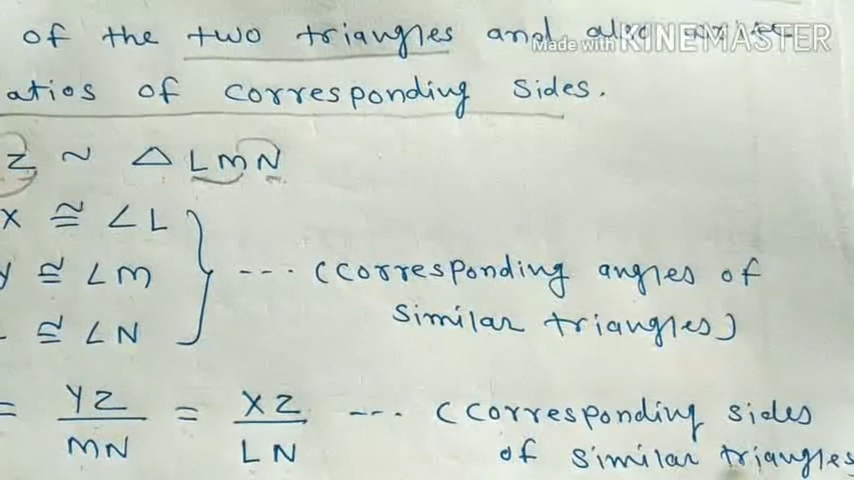 of the two triangles and also
Made with KINEMASTER
atios of corresponding sides.
Z ~ △ LMN
X ≅ ∠L
y ≅ ∠M
≅ ∠N
--- (corresponding angles of
similar triangles)
= YZ/MN = XZ/LN --- (corresponding sides
of similar triangles